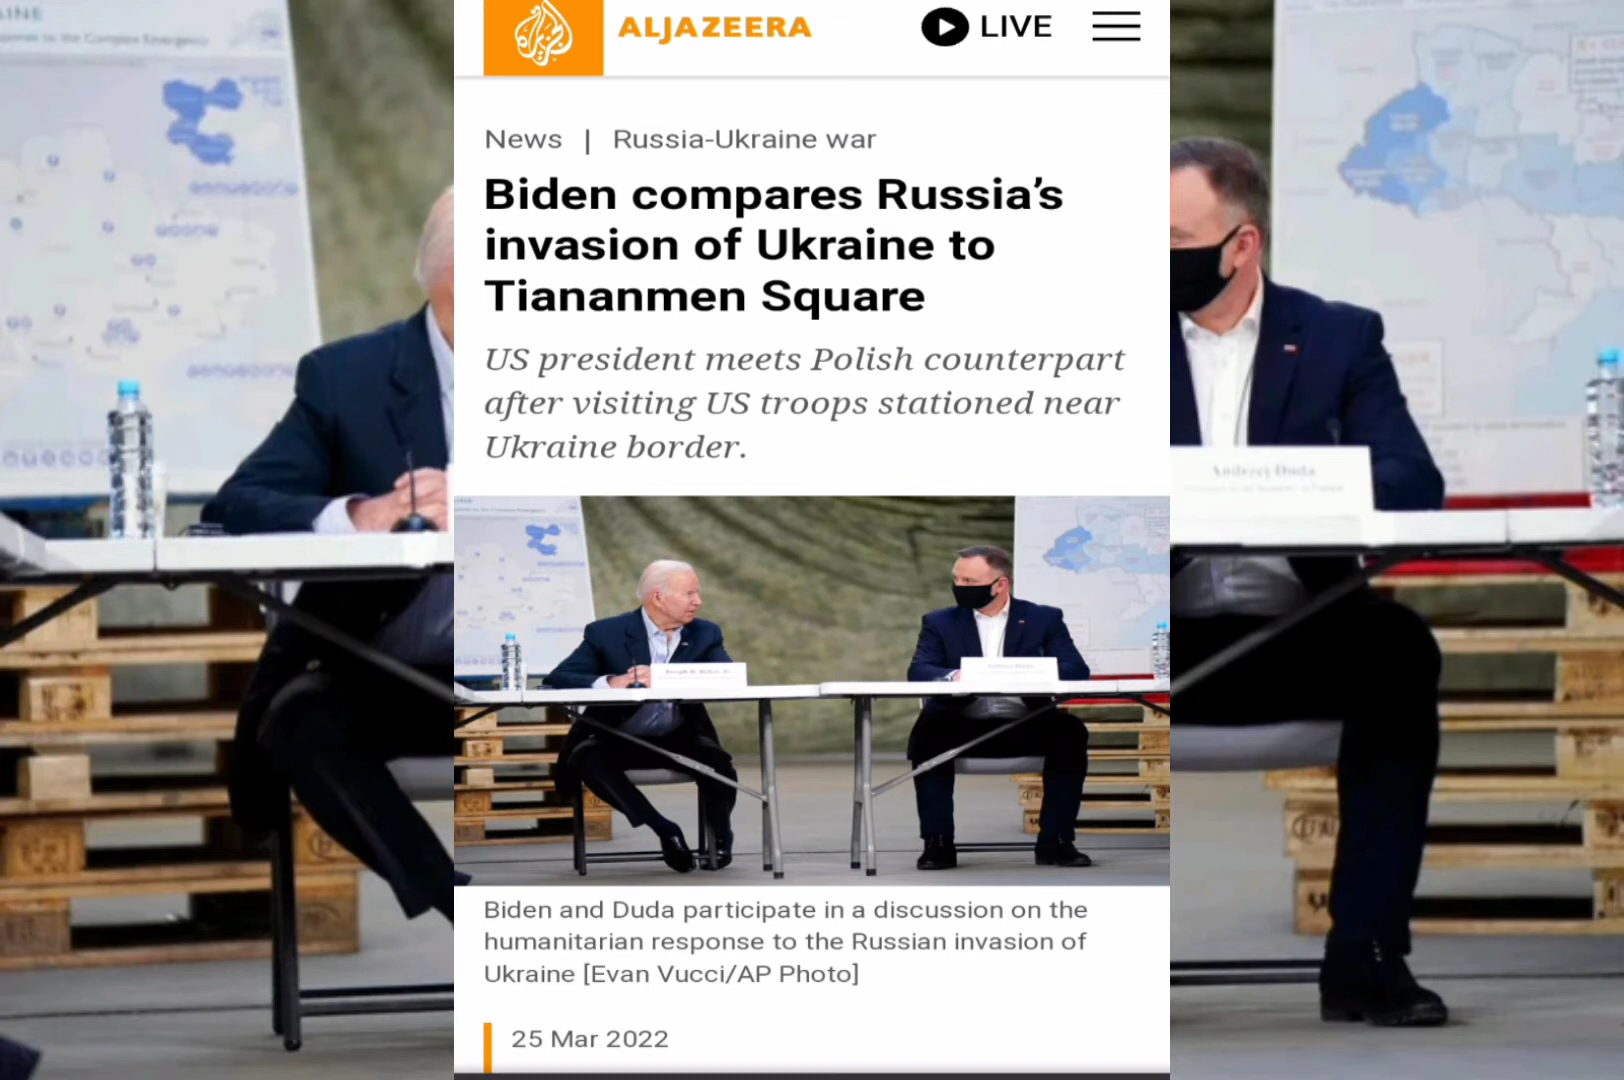 ALJAZEERA
LIVE
News | Russia-Ukraine war
Biden compares Russia's
invasion of Ukraine to
Tiananmen Square
US president meets Polish counterpart
after visiting US troops stationed near
Ukraine border.
Andrzej Duda
Biden and Duda participate in a discussion on the
humanitarian response to the Russian invasion of
Ukraine [Evan Vucci/AP Photo]
25 Mar 2022